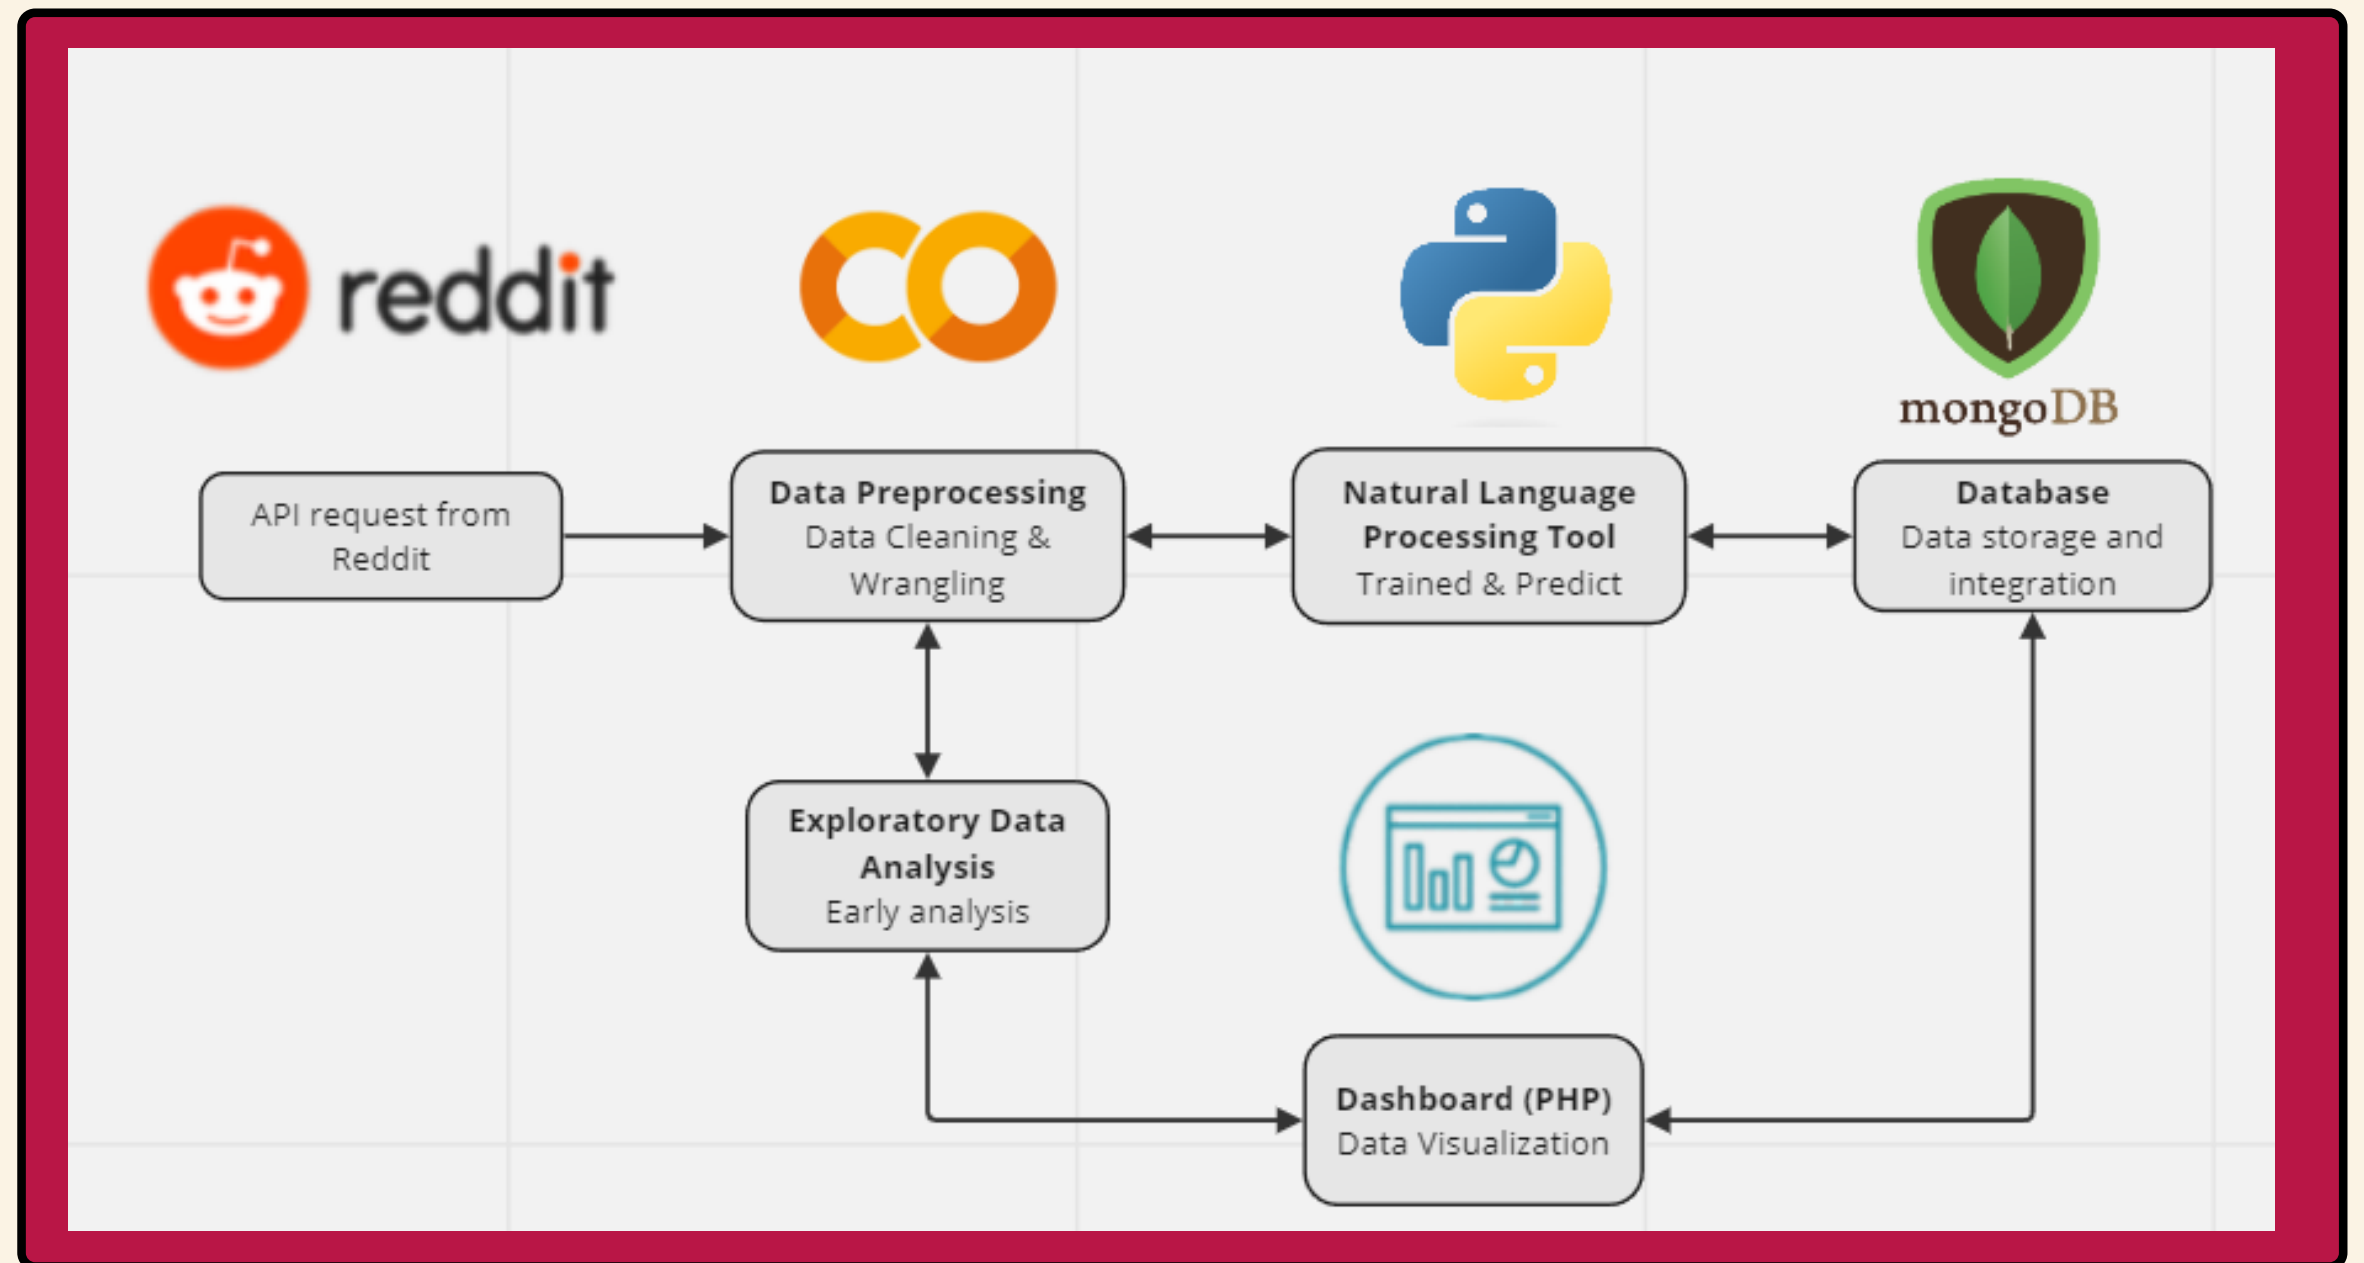 reddit
mongoDB
API request from
Reddit
Data Preprocessing
Data Cleaning &
Wrangling
Natural Language
Processing Tool
Trained & Predict
Database
Data storage and
integration
Exploratory Data
Analysis
Early analysis
Dashboard (PHP)
Data Visualization